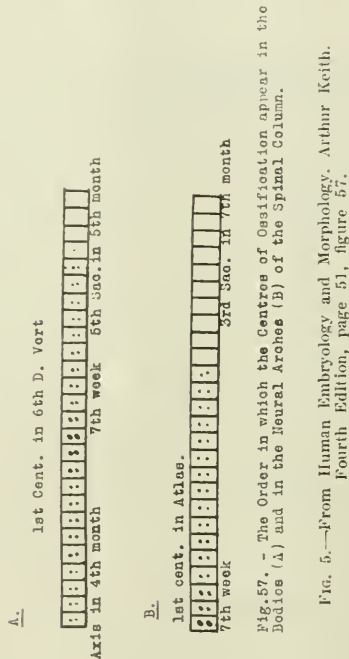 A.
1st Cent. in 6th D. Vert
Axis in 4th month 7th week 5th Sac. in 5th month
B.
1st cent. in Atlas.
7th week 3rd Sac. in 7th month
Fig.57. - The Order in which the Centres of Ossification appear in the
Bodies (A) and in the Neural Arches (B) of the Spinal Column.
Fig. 5.—From Human Embryology and Morphology. Arthur Keith.
Fourth Edition, page 51, figure 57.